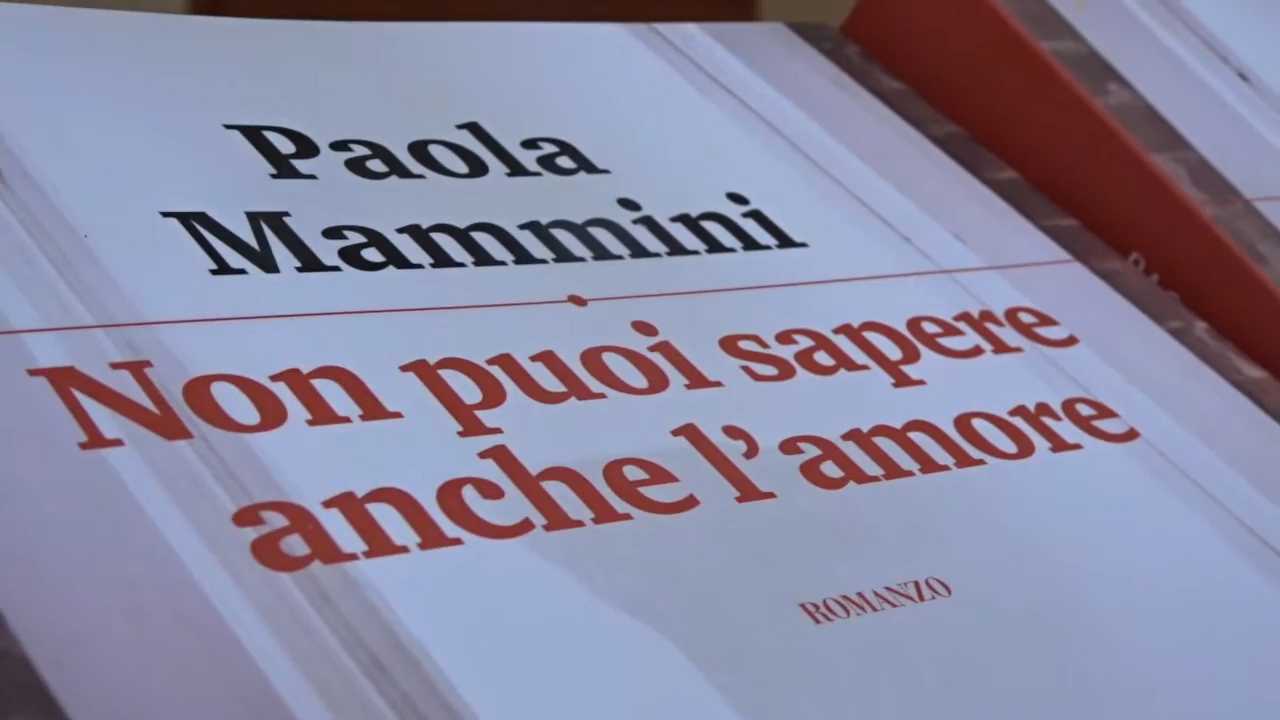 Paola
Mammini
Non puoi sapere
anche l'amore
ROMANZO